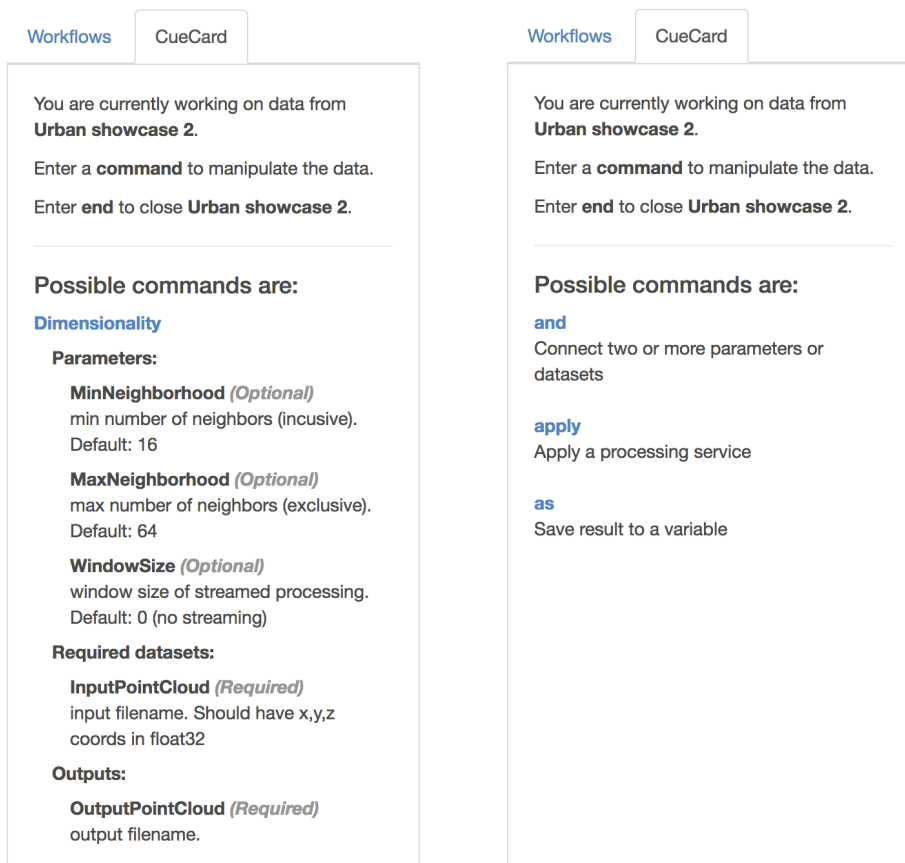 Workflows
CueCard
You are currently working on data from
Urban showcase 2.
Enter a command to manipulate the data.
Enter end to close Urban showcase 2.
Possible commands are:
Dimensionality
Parameters:
MinNeighborhood (Optional)
min number of neighbors (incusive).
Default: 16
MaxNeighborhood (Optional)
max number of neighbors (exclusive).
Default: 64
WindowSize (Optional)
window size of streamed processing.
Default: 0 (no streaming)
Required datasets:
InputPointCloud (Required)
input filename. Should have x,y,z
coords in float32
Outputs:
OutputPointCloud (Required)
output filename.
Workflows
CueCard
You are currently working on data from
Urban showcase 2.
Enter a command to manipulate the data.
Enter end to close Urban showcase 2.
Possible commands are:
and
Connect two or more parameters or
datasets
apply
Apply a processing service
as
Save result to a variable